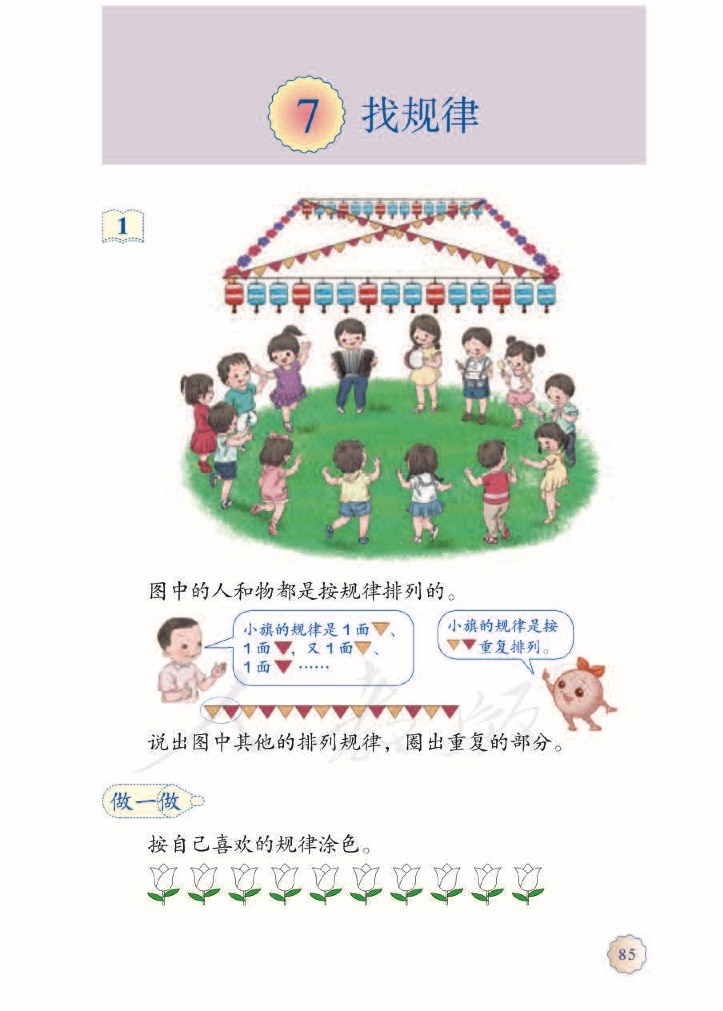 7 找规律
1
图中的人和物都是按规律排列的。
小旗的规律是1面、
1面，又1面、
1面……
小旗的规律是按
重复排列。
说出图中其他的排列规律，圈出重复的部分。
做一做
按自己喜欢的规律涂色。
85